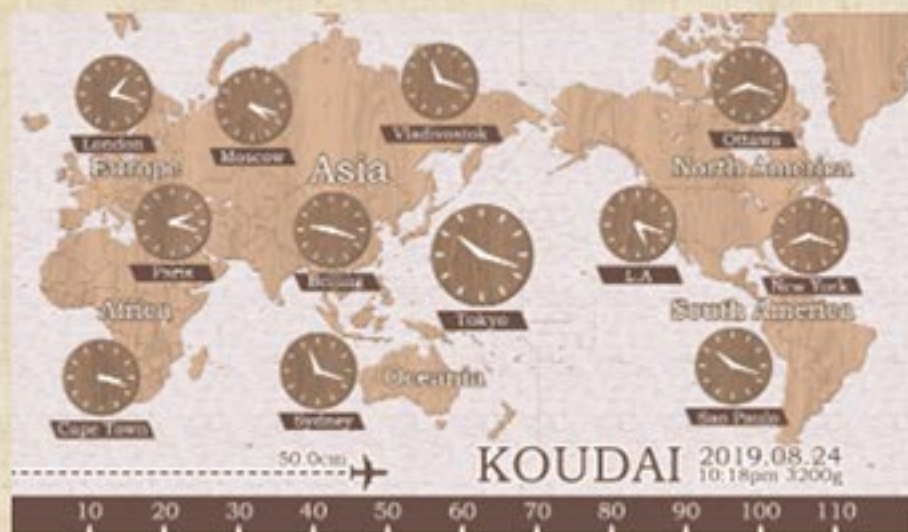 London
Moscow
Vladivostok
Ottawa
Europe
Asia
North America
Paris
Beijing
Tokyo
L.A
New York
Africa
South America
Cape Town
Sydney
Oceania
San Paulo
50.0cm
KOUDAI
2019.08.24
10:18pm 3200g
10 20 30 40 50 60 70 80 90 100 110